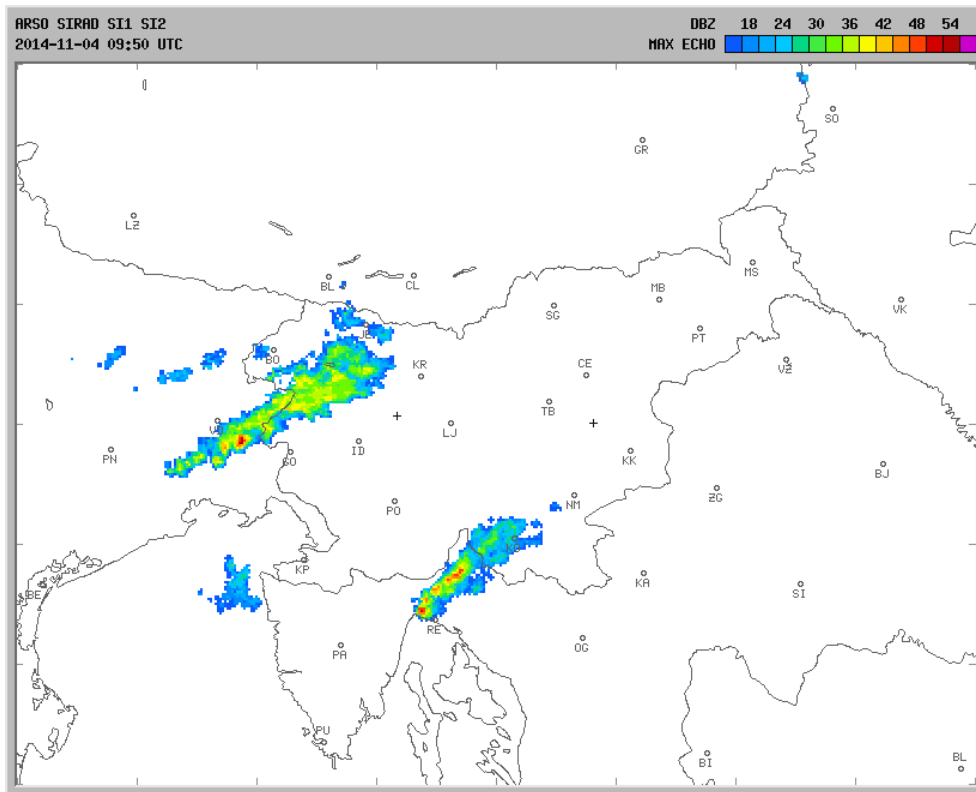 ARSO SIRAD SI1 SI2
DBZ 18 24 30 36 42 48 54
2014-11-04 09:50 UTC
MAX ECHO
SO
GR
LZ
MS
BL
CL
MB
VK
SG
PT
JE
BO
KR
CE
VŽ
TB
LJ
ID
GO
PN
KK
BJ
ZG
NM
PO
KO
KP
KA
SI
BE
RE
OG
PA
PU
BI
BL